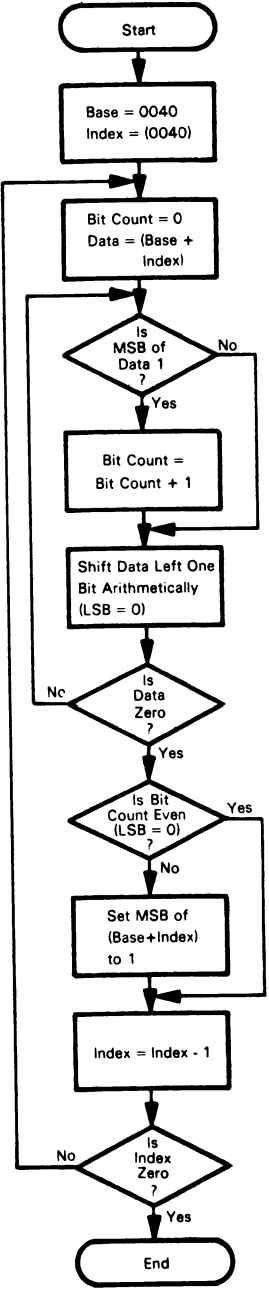 Start
Base = 0040
Index = (0040)
Bit Count = 0
Data = (Base +
Index)
Is
MSB of
Data 1
?
No
Yes
Bit Count =
Bit Count + 1
Shift Data Left One
Bit Arithmetically
(LSB = 0)
Is
Data
Zero
?
No
Yes
Is Bit
Count Even
(LSB = 0)
?
Yes
No
Set MSB of
(Base+Index)
to 1
Index = Index - 1
Is
Index
Zero
?
No
Yes
End